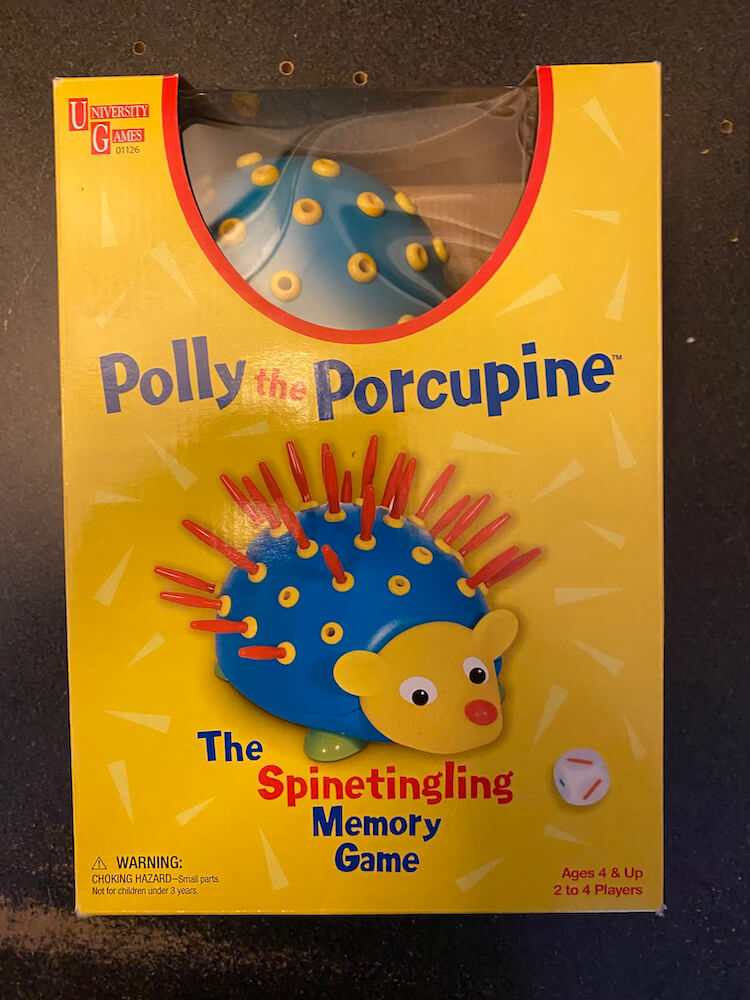 UNIVERSITY
GAMES
01126
Polly the Porcupine™
The
Spinetingling
Memory
Game
⚠ WARNING:
CHOKING HAZARD–Small parts.
Not for children under 3 years.
Ages 4 & Up
2 to 4 Players